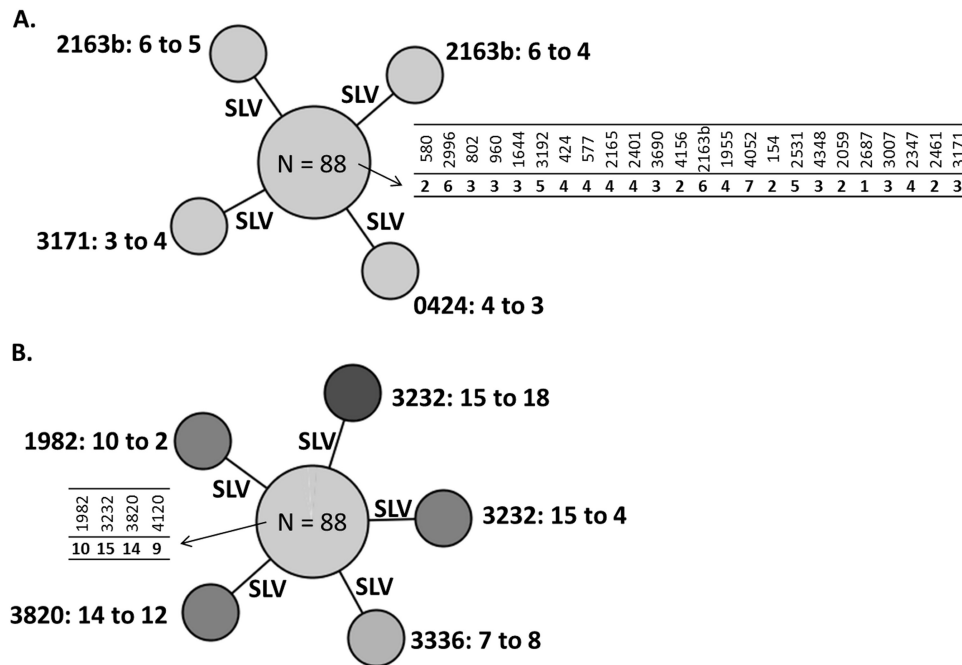 A.
2163b: 6 to 5
2163b: 6 to 4
SLV
SLV
N = 88
580 2996 802 960 1644 3192 424 577 2165 2401 3690 4156 2163b 1955 4052 154 2531 4348 2059 2687 3007 2347 2461 3171
2 6 3 3 3 5 4 4 4 4 3 2 6 4 7 2 5 3 2 1 3 4 2 3
SLV
SLV
3171: 3 to 4
0424: 4 to 3
B.
3232: 15 to 18
1982: 10 to 2
SLV
SLV
1982 3232 3820 4120
10 15 14 9
N = 88
SLV
3232: 15 to 4
SLV
SLV
3820: 14 to 12
3336: 7 to 8